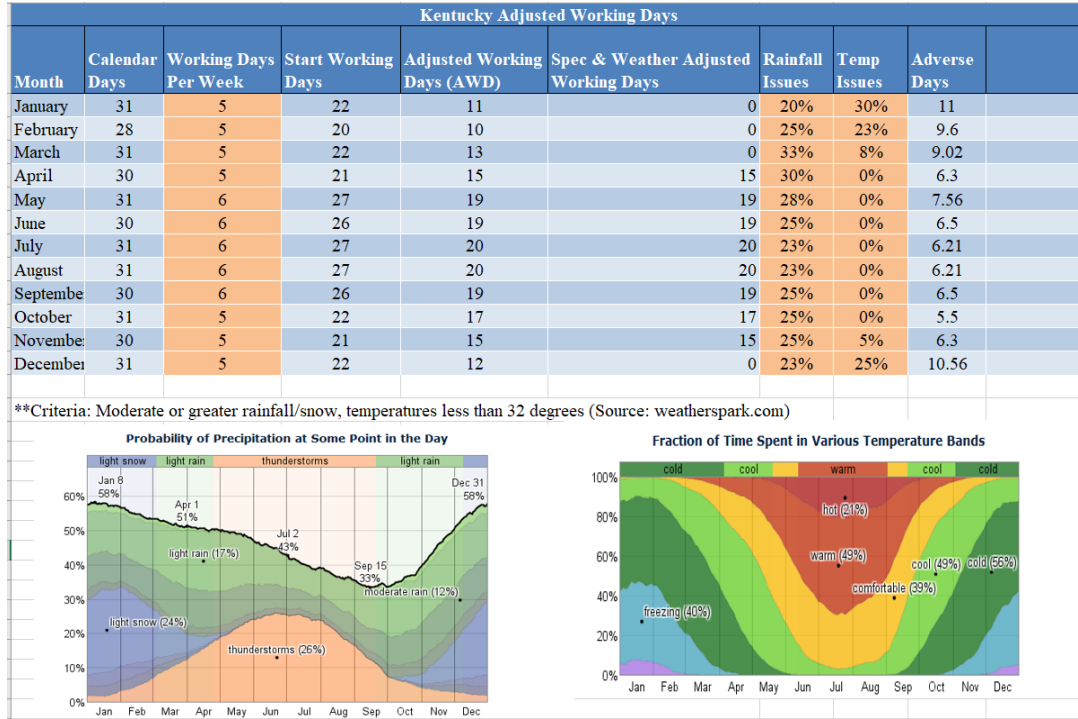 Kentucky Adjusted Working Days
Month Calendar Days Working Days Per Week Start Working Days Adjusted Working Days (AWD) Spec & Weather Adjusted Working Days Rainfall Issues Temp Issues Adverse Days
January 31 5 22 11 0 20% 30% 11
February 28 5 20 10 0 25% 23% 9.6
March 31 5 22 13 0 33% 8% 9.02
April 30 5 21 15 15 30% 0% 6.3
May 31 6 27 19 19 28% 0% 7.56
June 30 6 26 19 19 25% 0% 6.5
July 31 6 27 20 20 23% 0% 6.21
August 31 6 27 20 20 23% 0% 6.21
Septembe 30 6 26 19 19 25% 0% 6.5
October 31 5 22 17 17 25% 0% 5.5
Novembe 30 5 21 15 15 25% 5% 6.3
December 31 5 22 12 0 23% 25% 10.56
**Criteria: Moderate or greater rainfall/snow, temperatures less than 32 degrees (Source: weatherspark.com)
Probability of Precipitation at Some Point in the Day
light snow light rain thunderstorms light rain
60%
50%
40%
30%
20%
10%
0%
Jan 8
58%
Apr 1
51%
Jul 2
43%
Sep 15
33%
Dec 31
58%
light rain (17%)
moderate rain (12%)
light snow (24%)
thunderstorms (26%)
Jan Feb Mar Apr May Jun Jul Aug Sep Oct Nov Dec
Fraction of Time Spent in Various Temperature Bands
cold cool warm cool cold
100%
80%
60%
40%
20%
0%
hot (21%)
warm (49%)
cool (49%)
cold (56%)
comfortable (39%)
freezing (40%)
Jan Feb Mar Apr May Jun Jul Aug Sep Oct Nov Dec